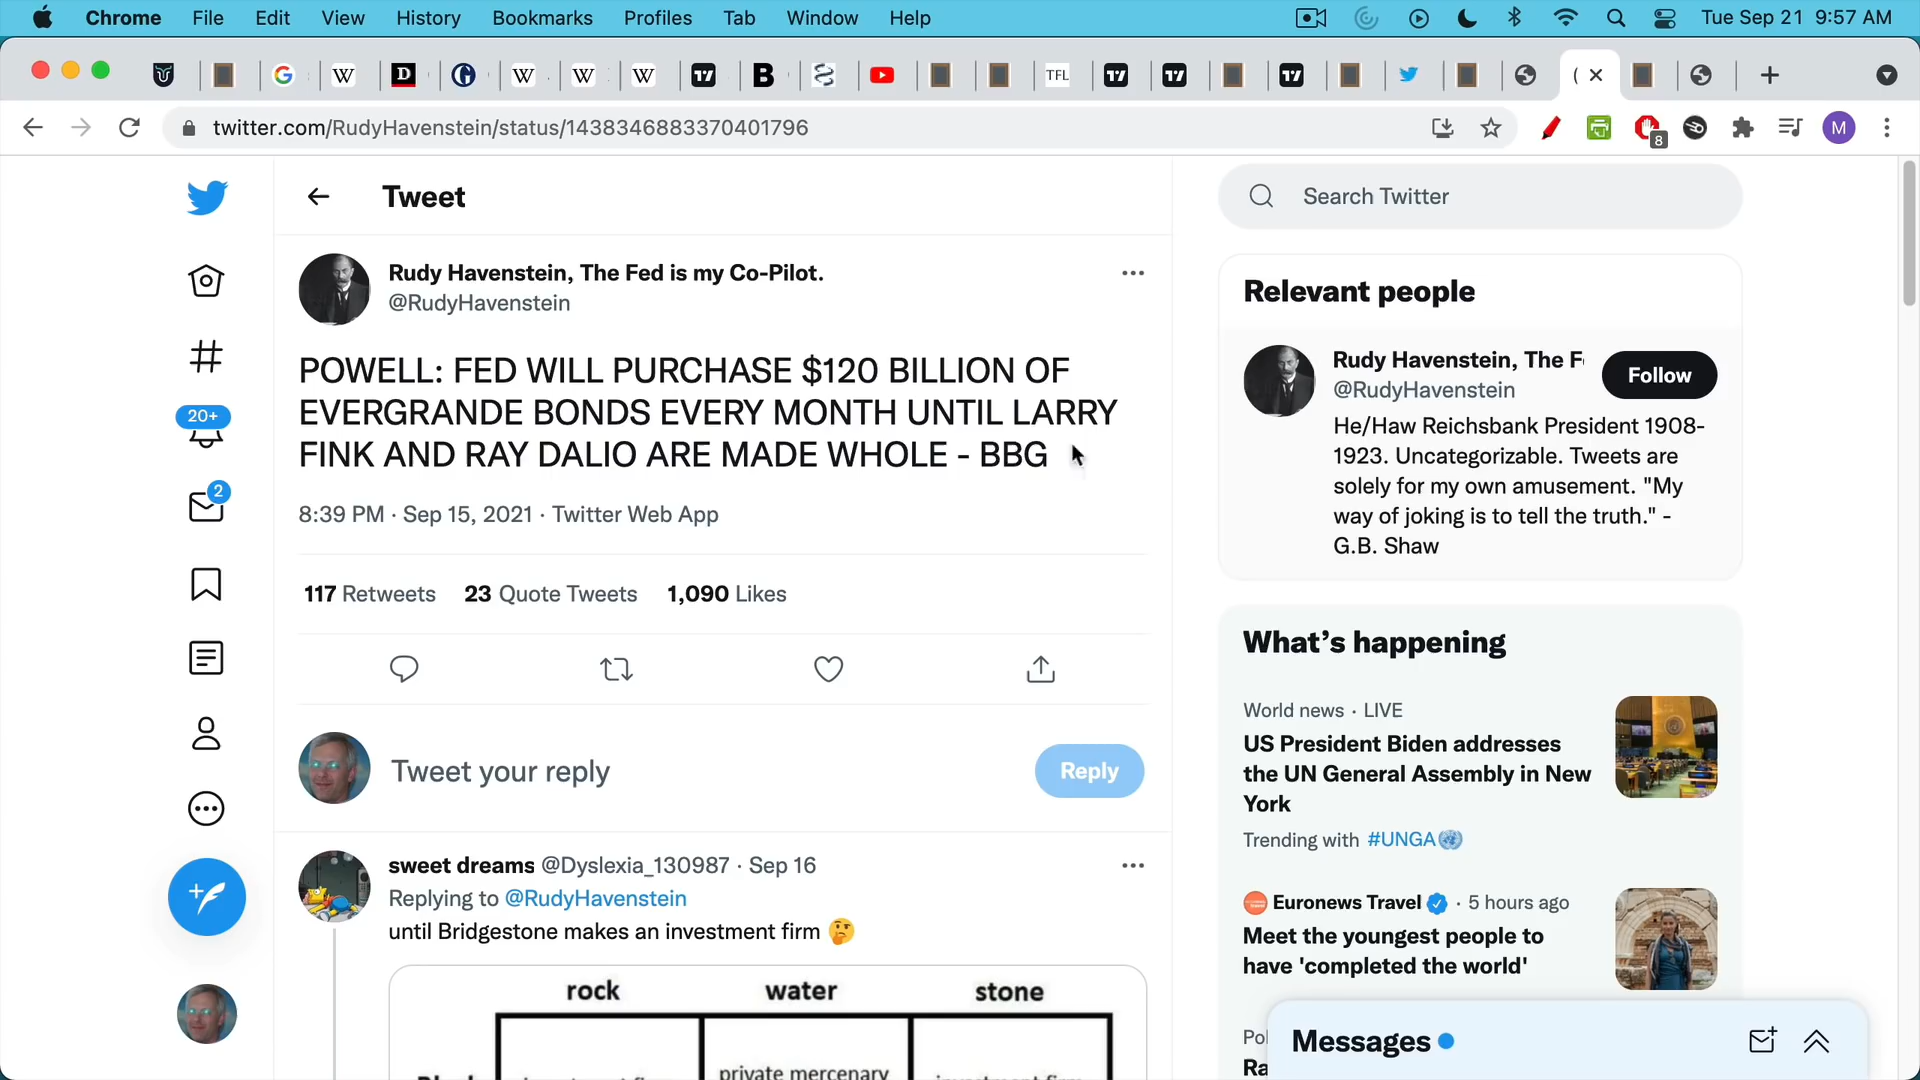 Chrome File Edit View History Bookmarks Profiles Tab Window Help Tue Sep 21 9:57 AM
TFL
twitter.com/RudyHavenstein/status/1438346883370401796
8
M
Tweet
Search Twitter
Rudy Havenstein, The Fed is my Co-Pilot.
@RudyHavenstein
POWELL: FED WILL PURCHASE $120 BILLION OF
EVERGRANDE BONDS EVERY MONTH UNTIL LARRY
FINK AND RAY DALIO ARE MADE WHOLE - BBG
8:39 PM · Sep 15, 2021 · Twitter Web App
117 Retweets 23 Quote Tweets 1,090 Likes
20+
2
Tweet your reply
Reply
sweet dreams @Dyslexia_130987 · Sep 16
Replying to @RudyHavenstein
until Bridgestone makes an investment firm 🤔
rock water stone
private mercenary
Relevant people
Rudy Havenstein, The
Follow
@RudyHavenstein
He/Haw Reichsbank President 1908-
1923. Uncategorizable. Tweets are
solely for my own amusement. "My
way of joking is to tell the truth." -
G.B. Shaw
What's happening
World news · LIVE
US President Biden addresses
the UN General Assembly in New
York
Trending with #UNGA
Euronews Travel · 5 hours ago
Meet the youngest people to
have 'completed the world'
Messages